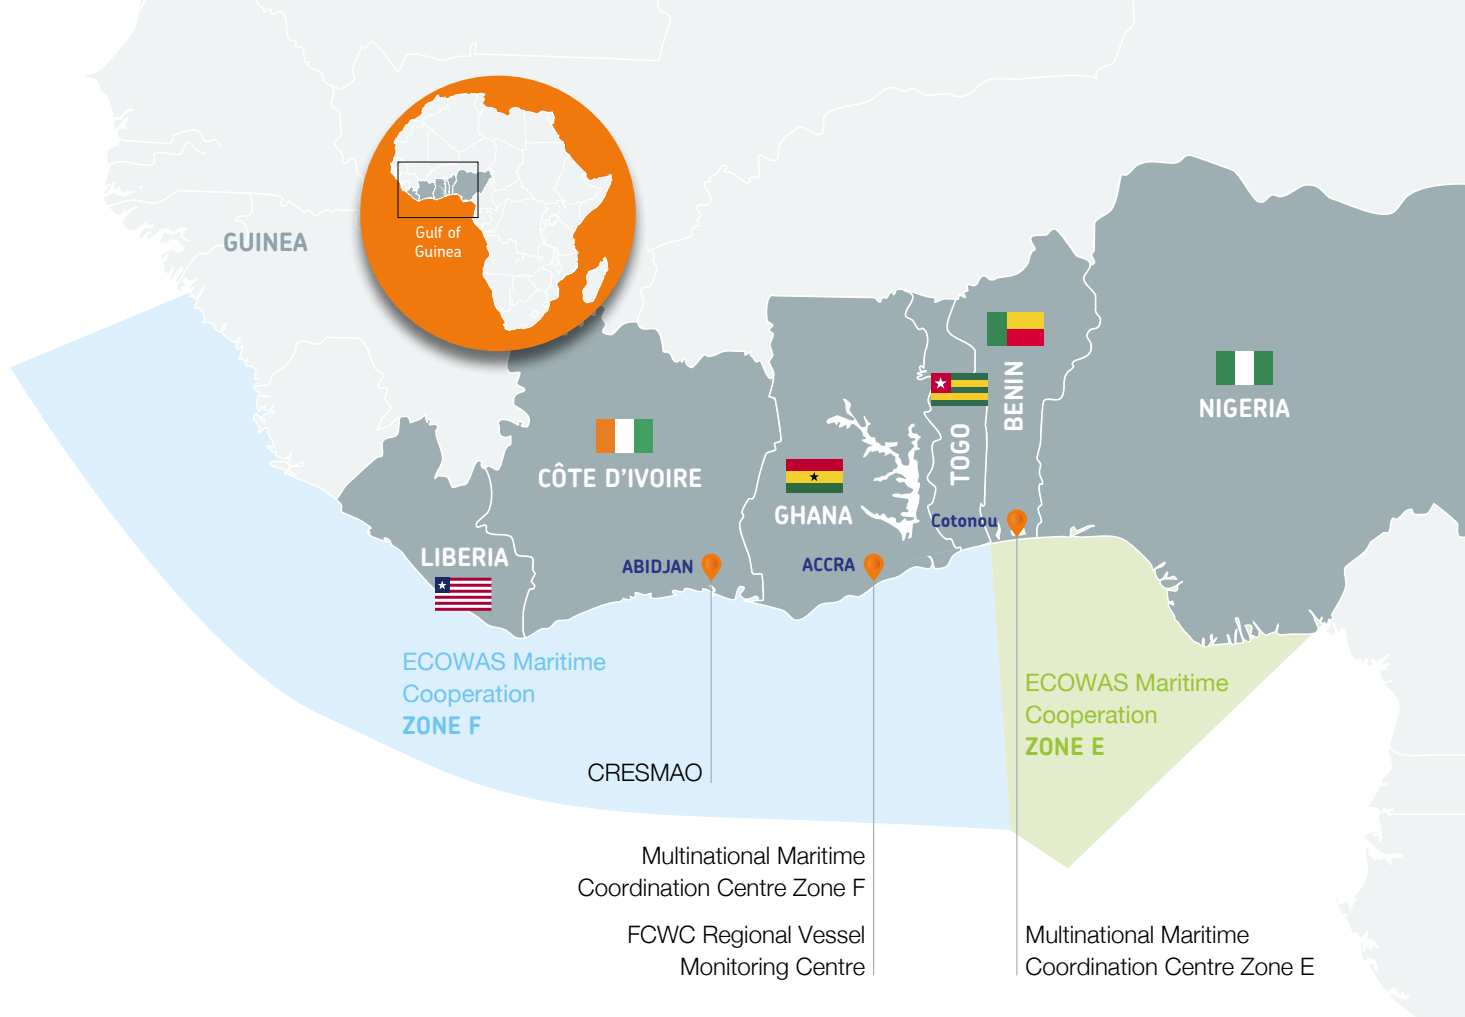 Gulf of
Guinea
GUINEA
BENIN
NIGERIA
TOGO
CÔTE D'IVOIRE
GHANA
Cotonou
LIBERIA
ABIDJAN
ACCRA
ECOWAS Maritime
Cooperation
ZONE F
ECOWAS Maritime
Cooperation
ZONE E
CRESMAO
Multinational Maritime
Coordination Centre Zone F
FCWC Regional Vessel
Monitoring Centre
Multinational Maritime
Coordination Centre Zone E